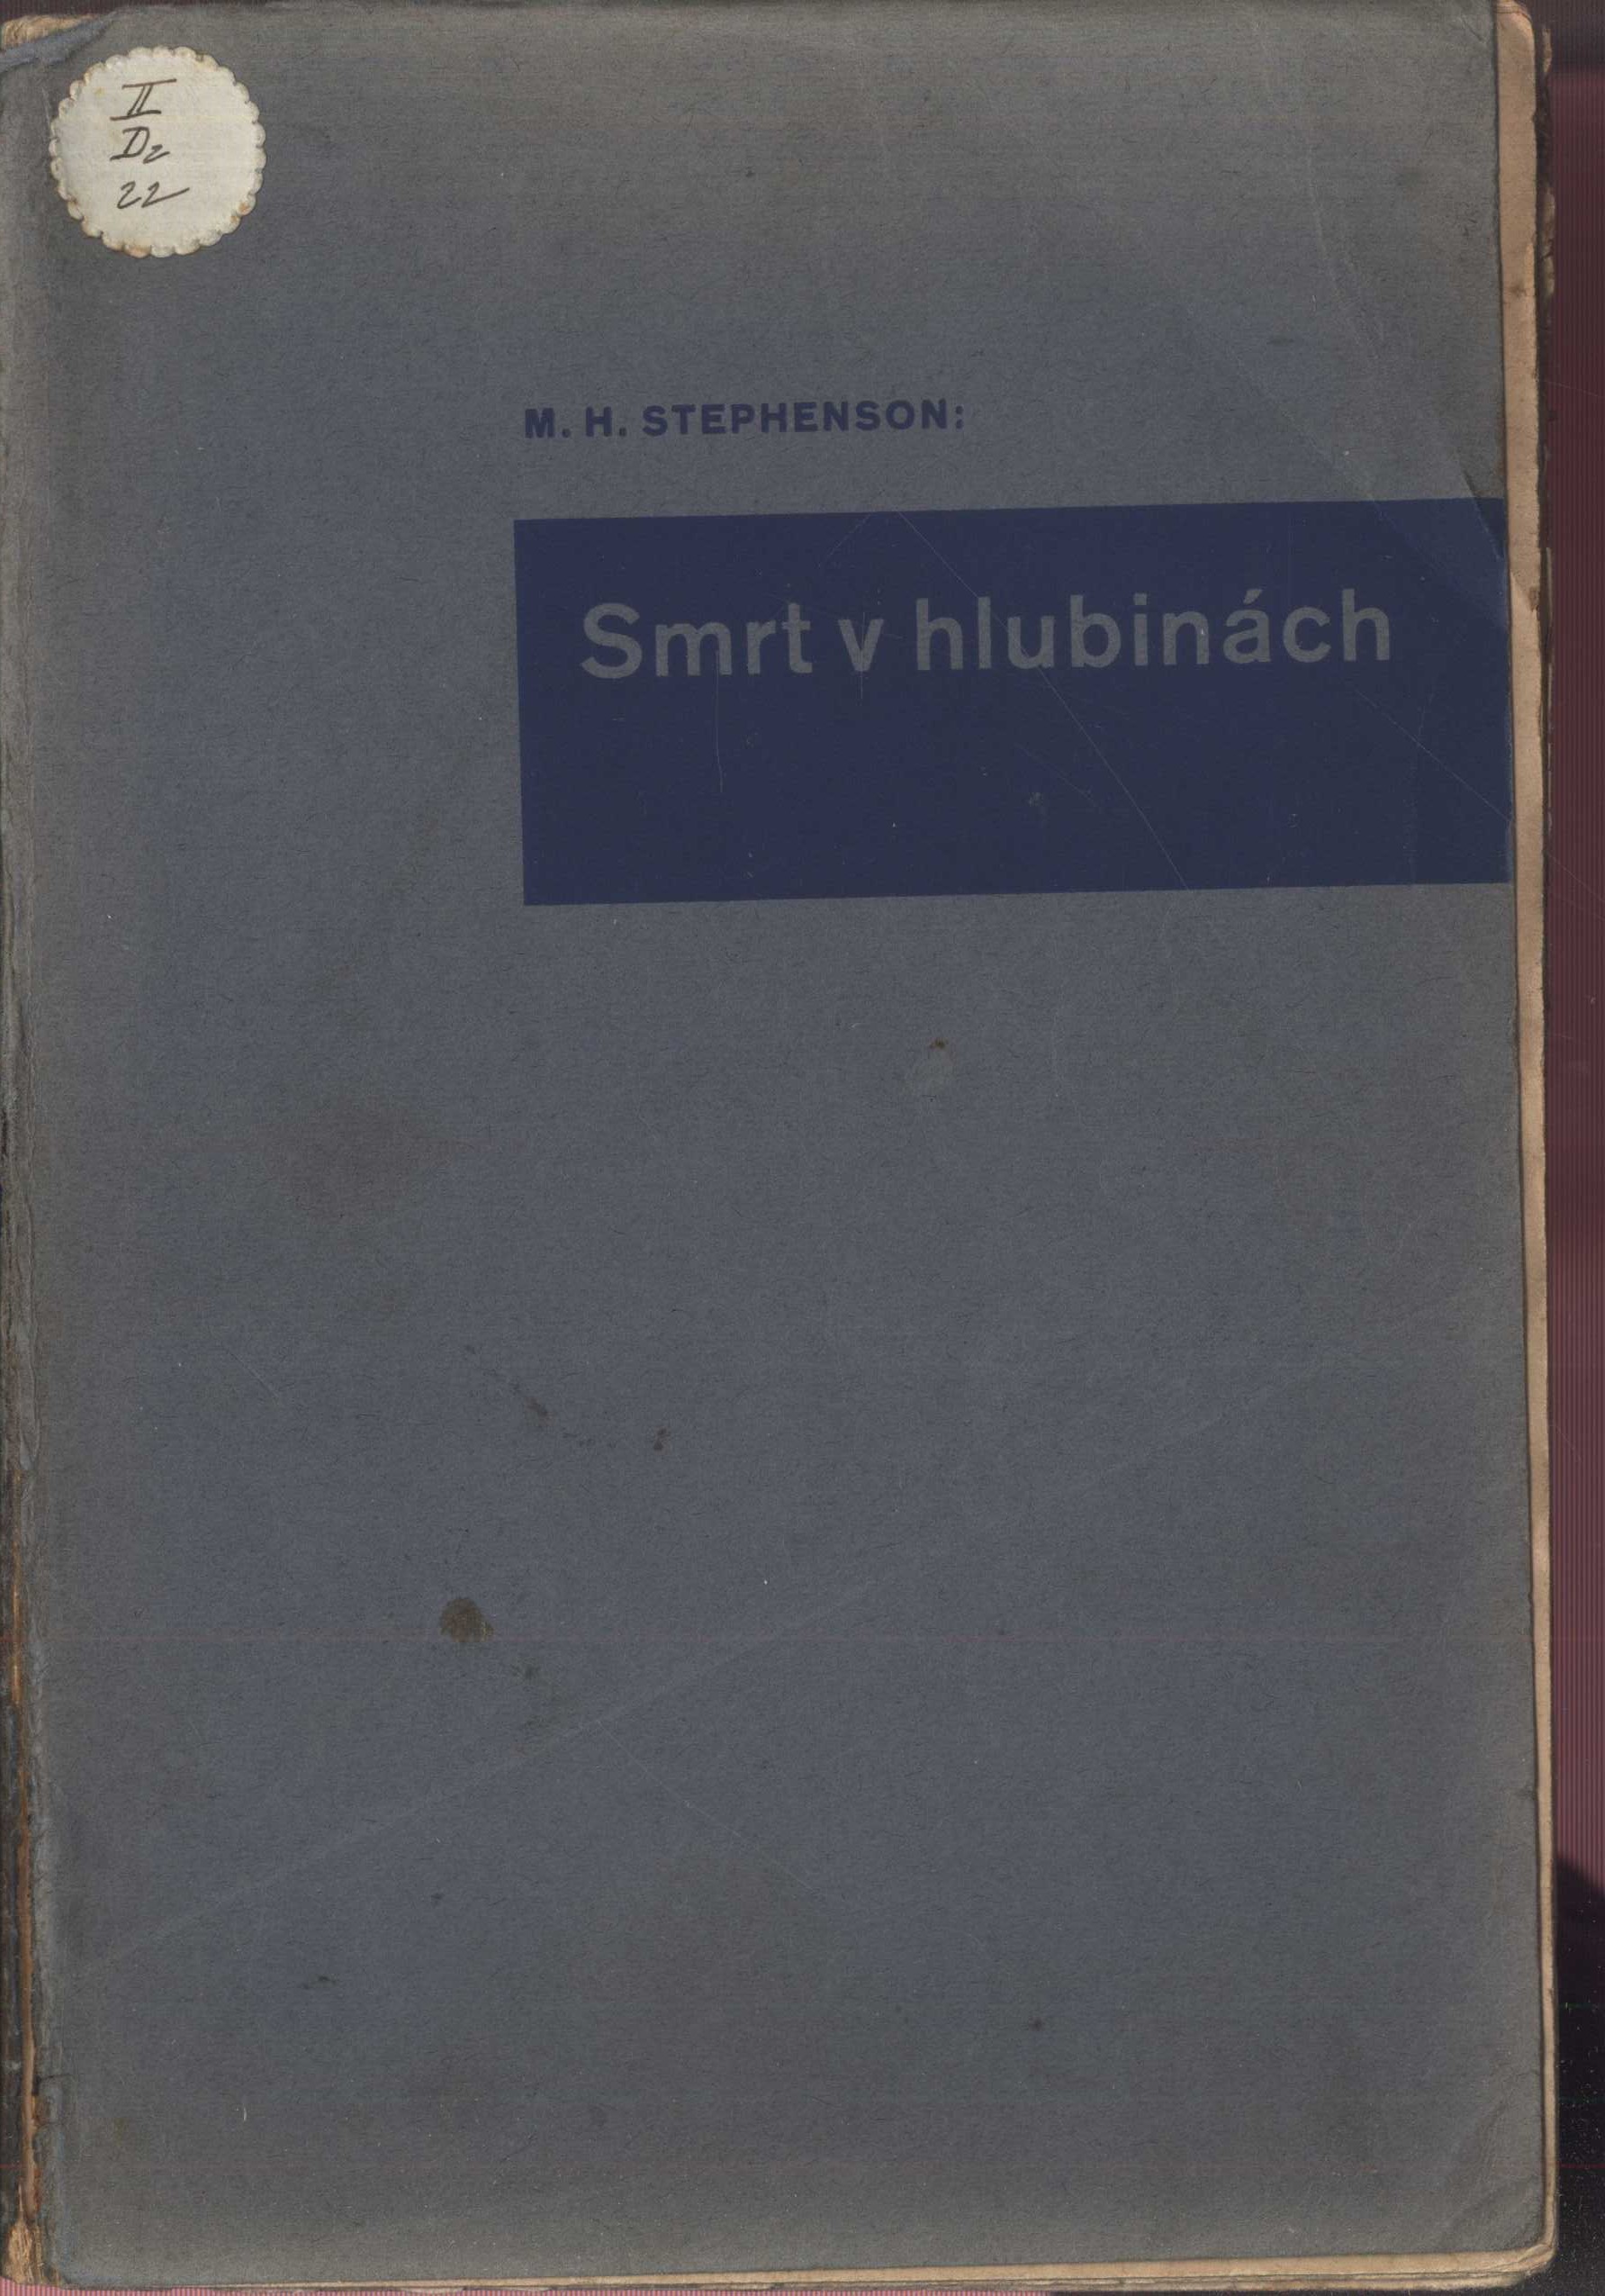 II
D2
22
M. H. STEPHENSON:
Smrt v hlubinách